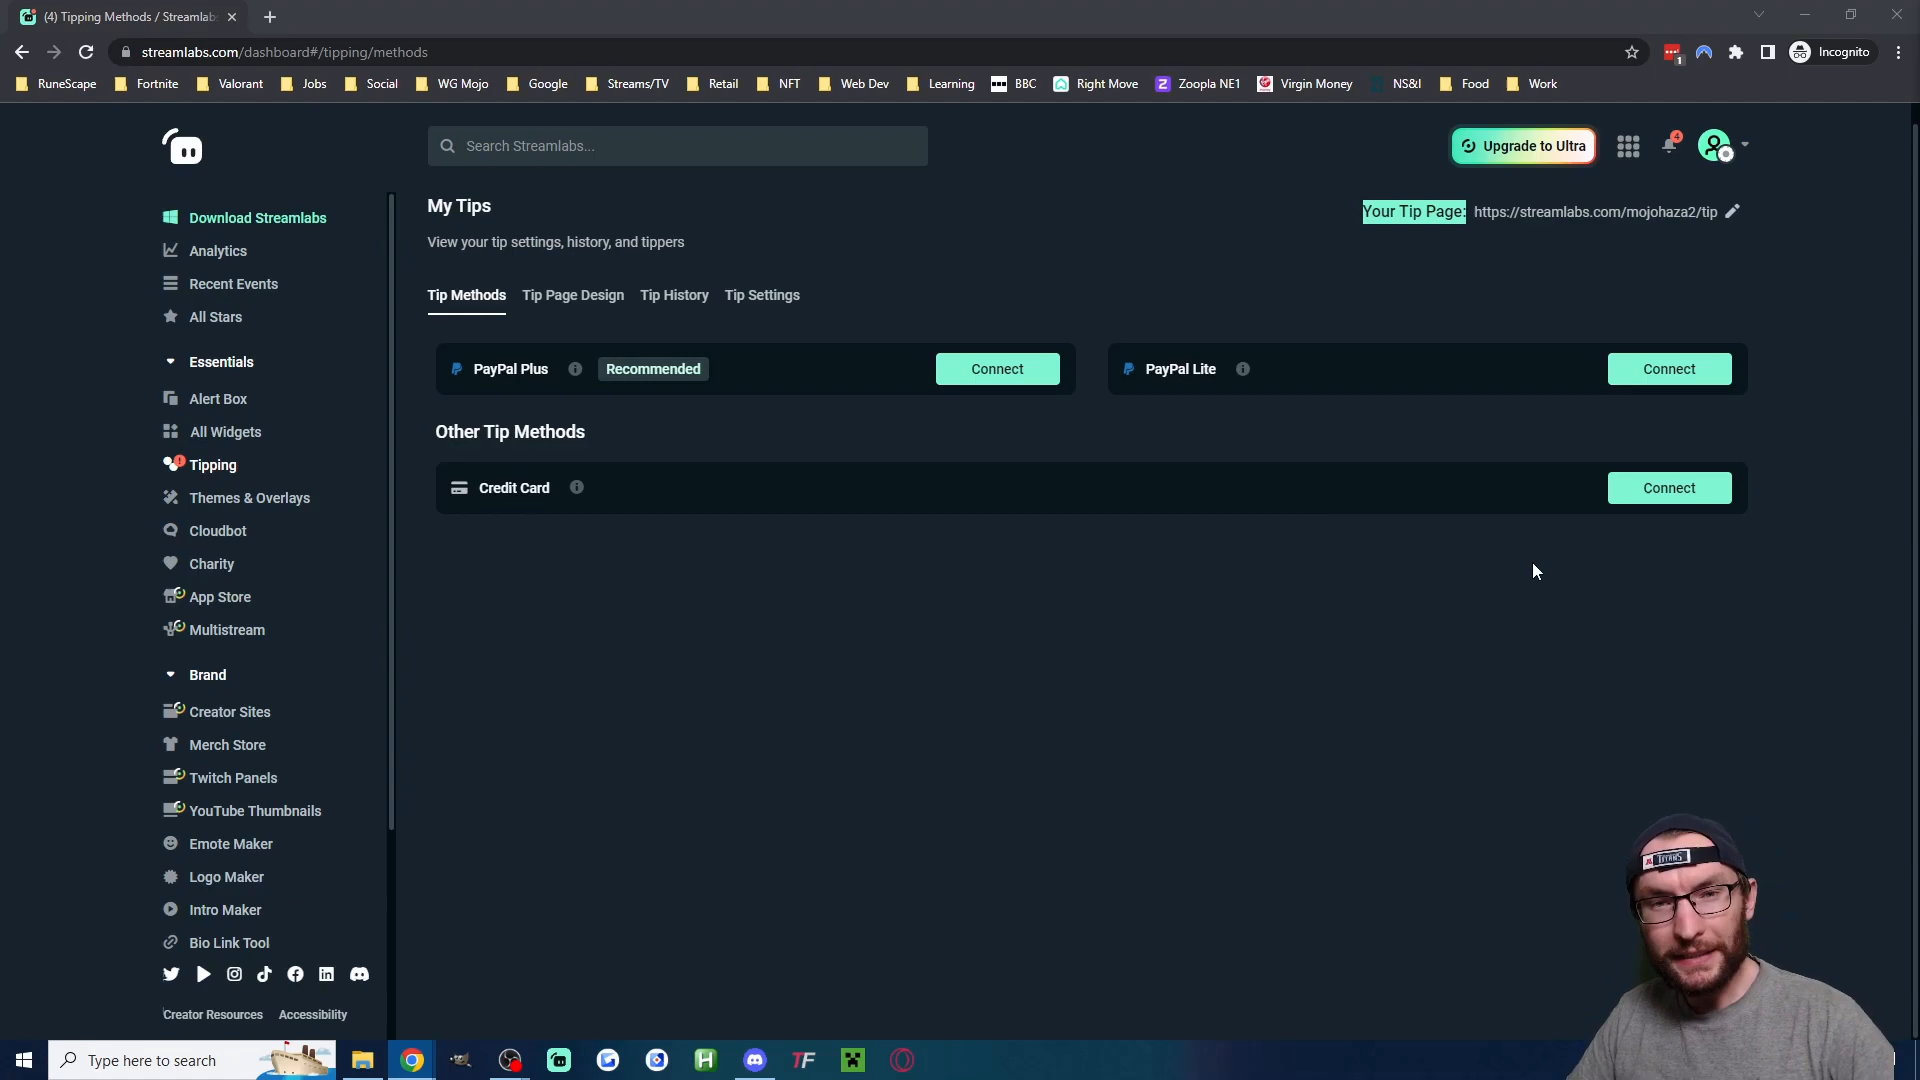 (4) Tipping Methods / Streamlabs
streamlabs.com/dashboard#/tipping/methods
1
Incognito
RuneScape
Fortnite
Valorant
Jobs
Social
WG Mojo
Google
Streams/TV
Retail
NFT
Web Dev
Learning
BBC
Right Move
Z
Zoopla NE1
Virgin Money
NS&I
Food
Work
Search Streamlabs...
Upgrade to Ultra
4
Download Streamlabs
Analytics
Recent Events
All Stars
Essentials
Alert Box
All Widgets
Tipping
Themes & Overlays
Cloudbot
Charity
App Store
Multistream
Brand
Creator Sites
Merch Store
Twitch Panels
YouTube Thumbnails
Emote Maker
Logo Maker
Intro Maker
Bio Link Tool
Creator Resources Accessibility
My Tips
Your Tip Page: https://streamlabs.com/mojohaza2/tip
View your tip settings, history, and tippers
Tip Methods Tip Page Design Tip History Tip Settings
PayPal Plus Recommended Connect
PayPal Lite Connect
Other Tip Methods
Credit Card Connect
TITANS
Type here to search
H
TF